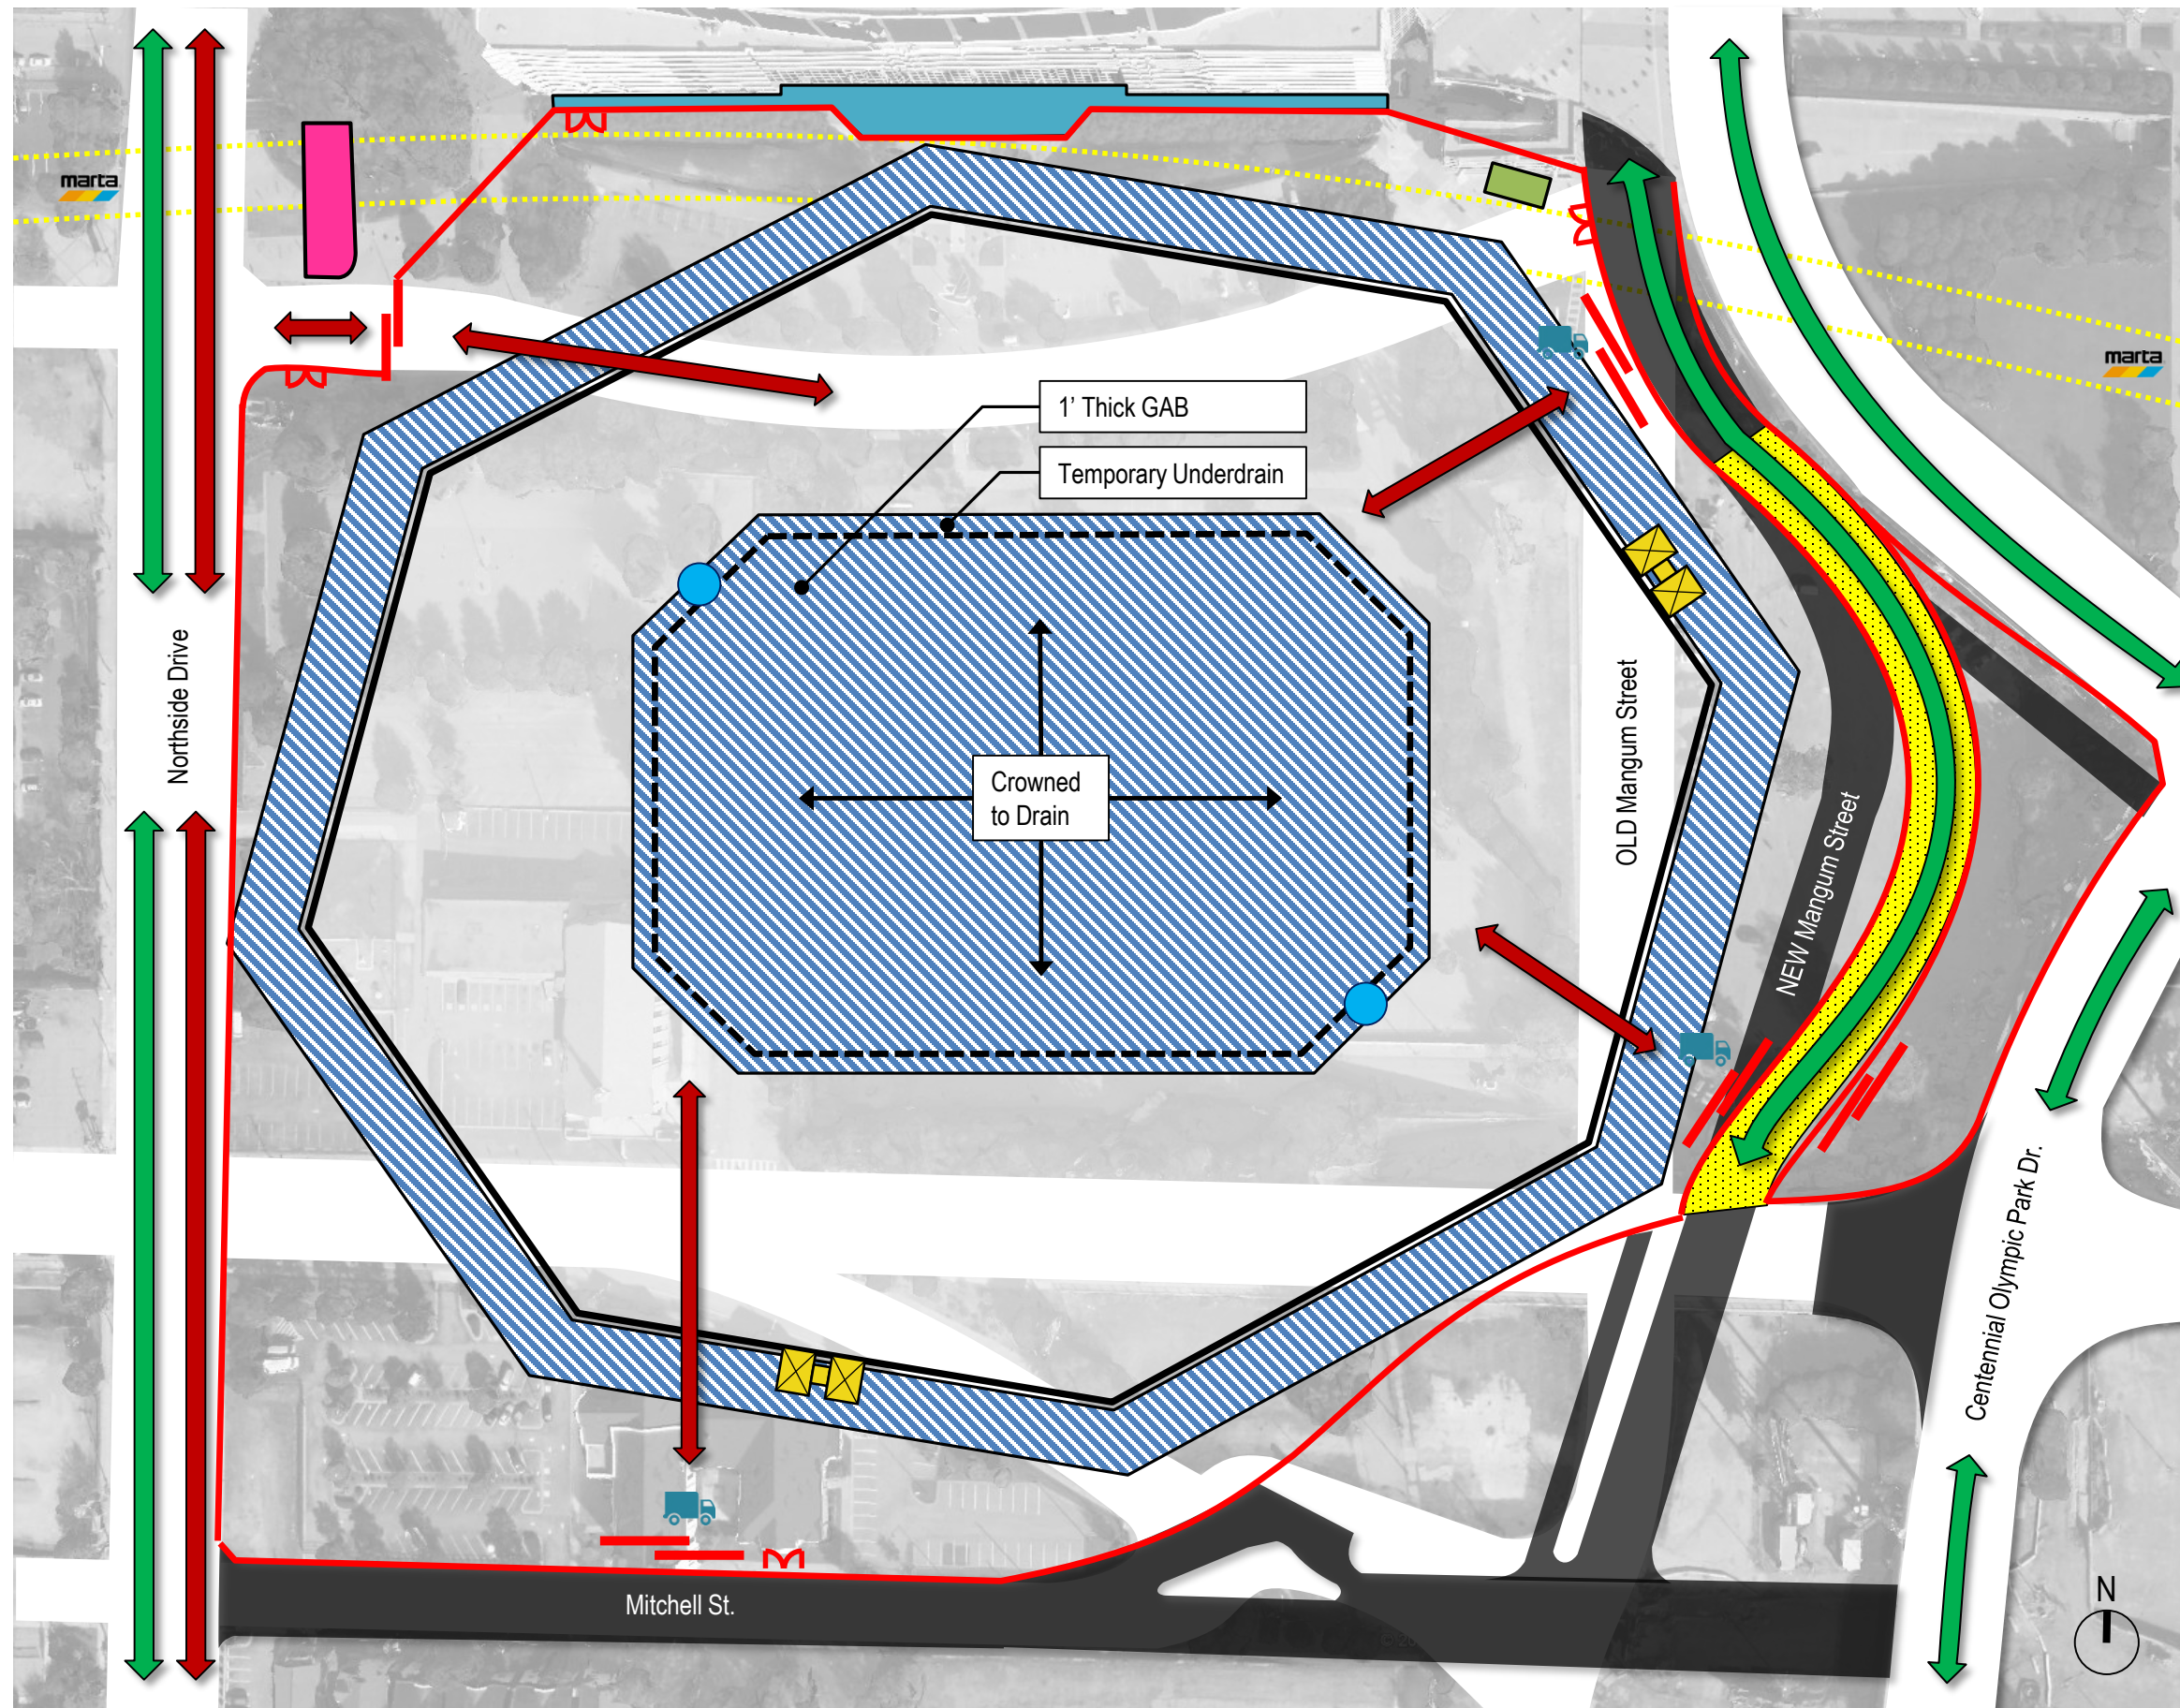 marta
marta
1' Thick GAB
Temporary Underdrain
Northside Drive
OLD Mangum Street
Crowned
to Drain
NEW Mangum Street
Centennial Olympic Park Dr.
Mitchell St.
N